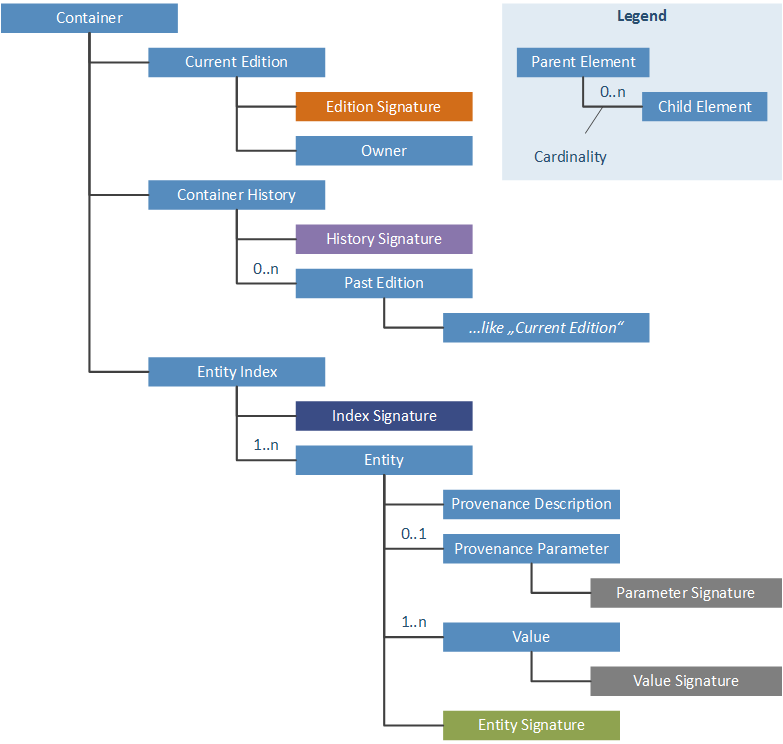 Container
Legend
Current Edition
Parent Element
0..n
Edition Signature
Child Element
Owner
Cardinality
Container History
History Signature
0..n
Past Edition
...like „Current Edition“
Entity Index
Index Signature
1..n
Entity
Provenance Description
0..1
Provenance Parameter
Parameter Signature
1..n
Value
Value Signature
Entity Signature